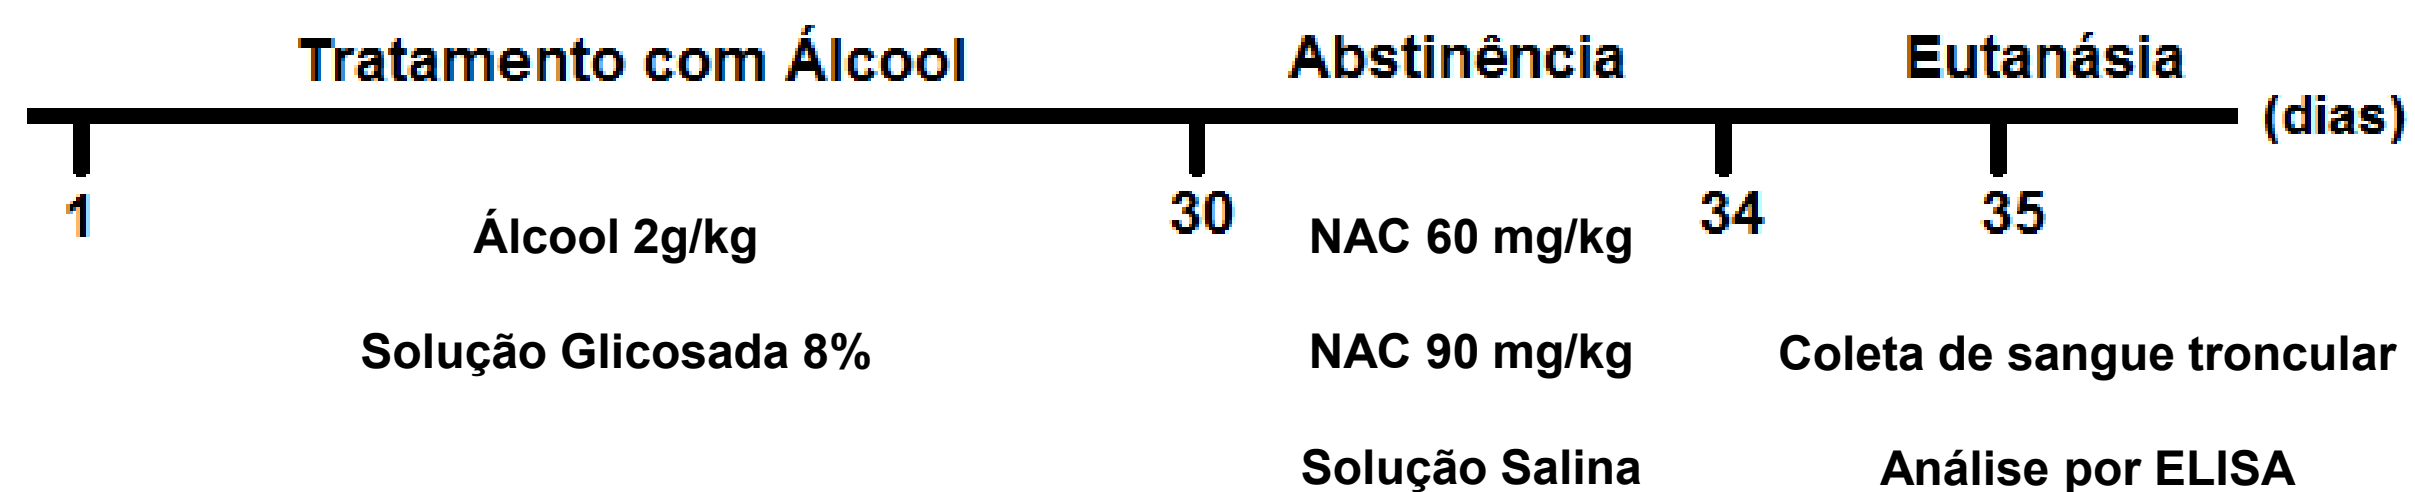 Tratamento com Álcool
Abstinência
Eutanásia
(dias)
1
30
34
35
Álcool 2g/kg
NAC 60 mg/kg
Solução Glicosada 8%
NAC 90 mg/kg
Coleta de sangue troncular
Solução Salina
Análise por ELISA